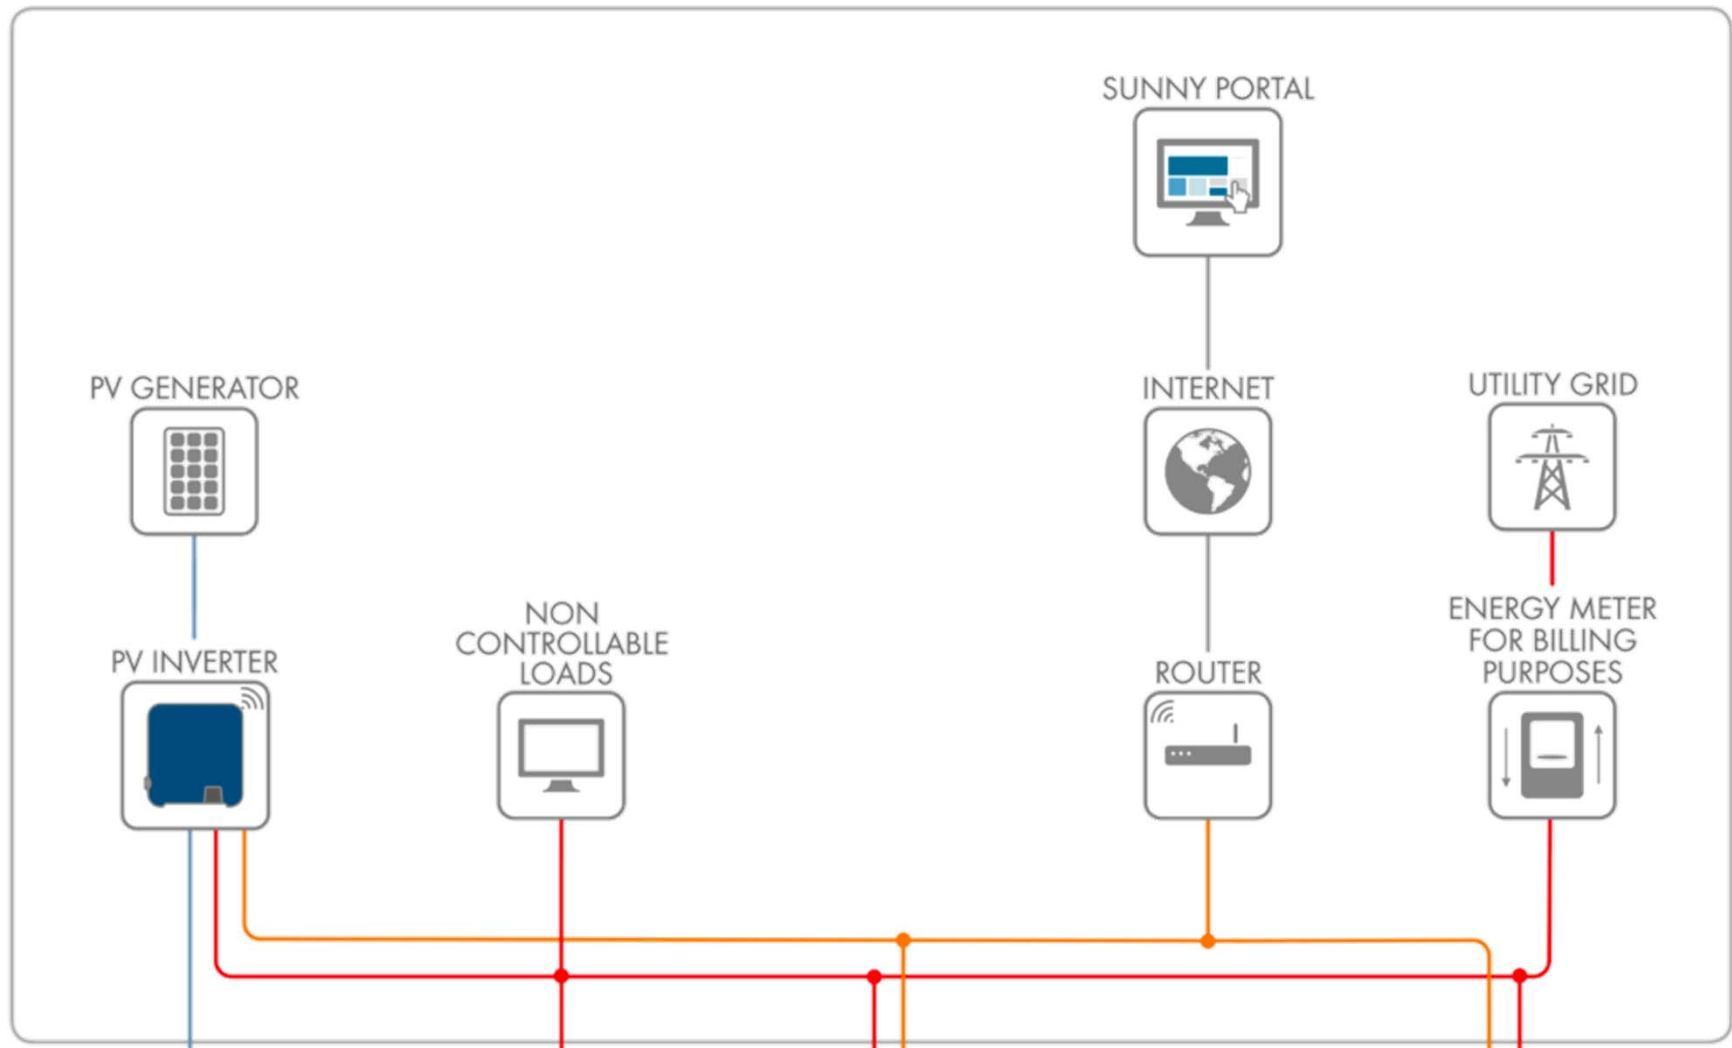 SUNNY PORTAL
PV GENERATOR
INTERNET
UTILITY GRID
PV INVERTER
NON
CONTROLLABLE
LOADS
ROUTER
ENERGY METER
FOR BILLING
PURPOSES